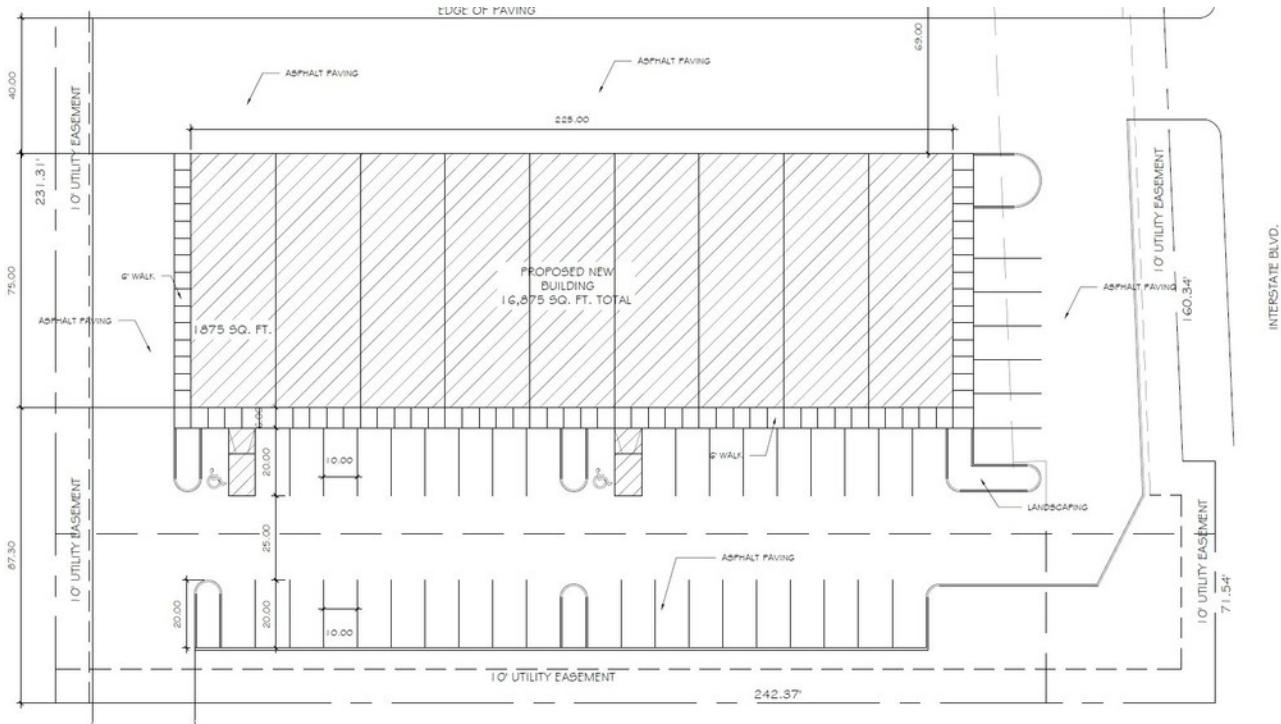 EDGE OF PAVING
69.00
ASPHALT PAVING
ASPHALT PAVING
40.00
10' UTILITY EASEMENT
225.00
231.31'
10' UTILITY EASEMENT
INTERSTATE BLVD.
6' WALK
75.00
PROPOSED NEW
BUILDING
16,875 SQ. FT. TOTAL
ASPHALT PAVING
160.34'
ASPHALT PAVING
1875 SQ. FT.
6.00
20.00
10.00
6' WALK
LANDSCAPING
10' UTILITY EASEMENT
25.00
87.30
ASPHALT PAVING
10' UTILITY EASEMENT
71.54'
20.00
20.00
10.00
10' UTILITY EASEMENT
242.37'